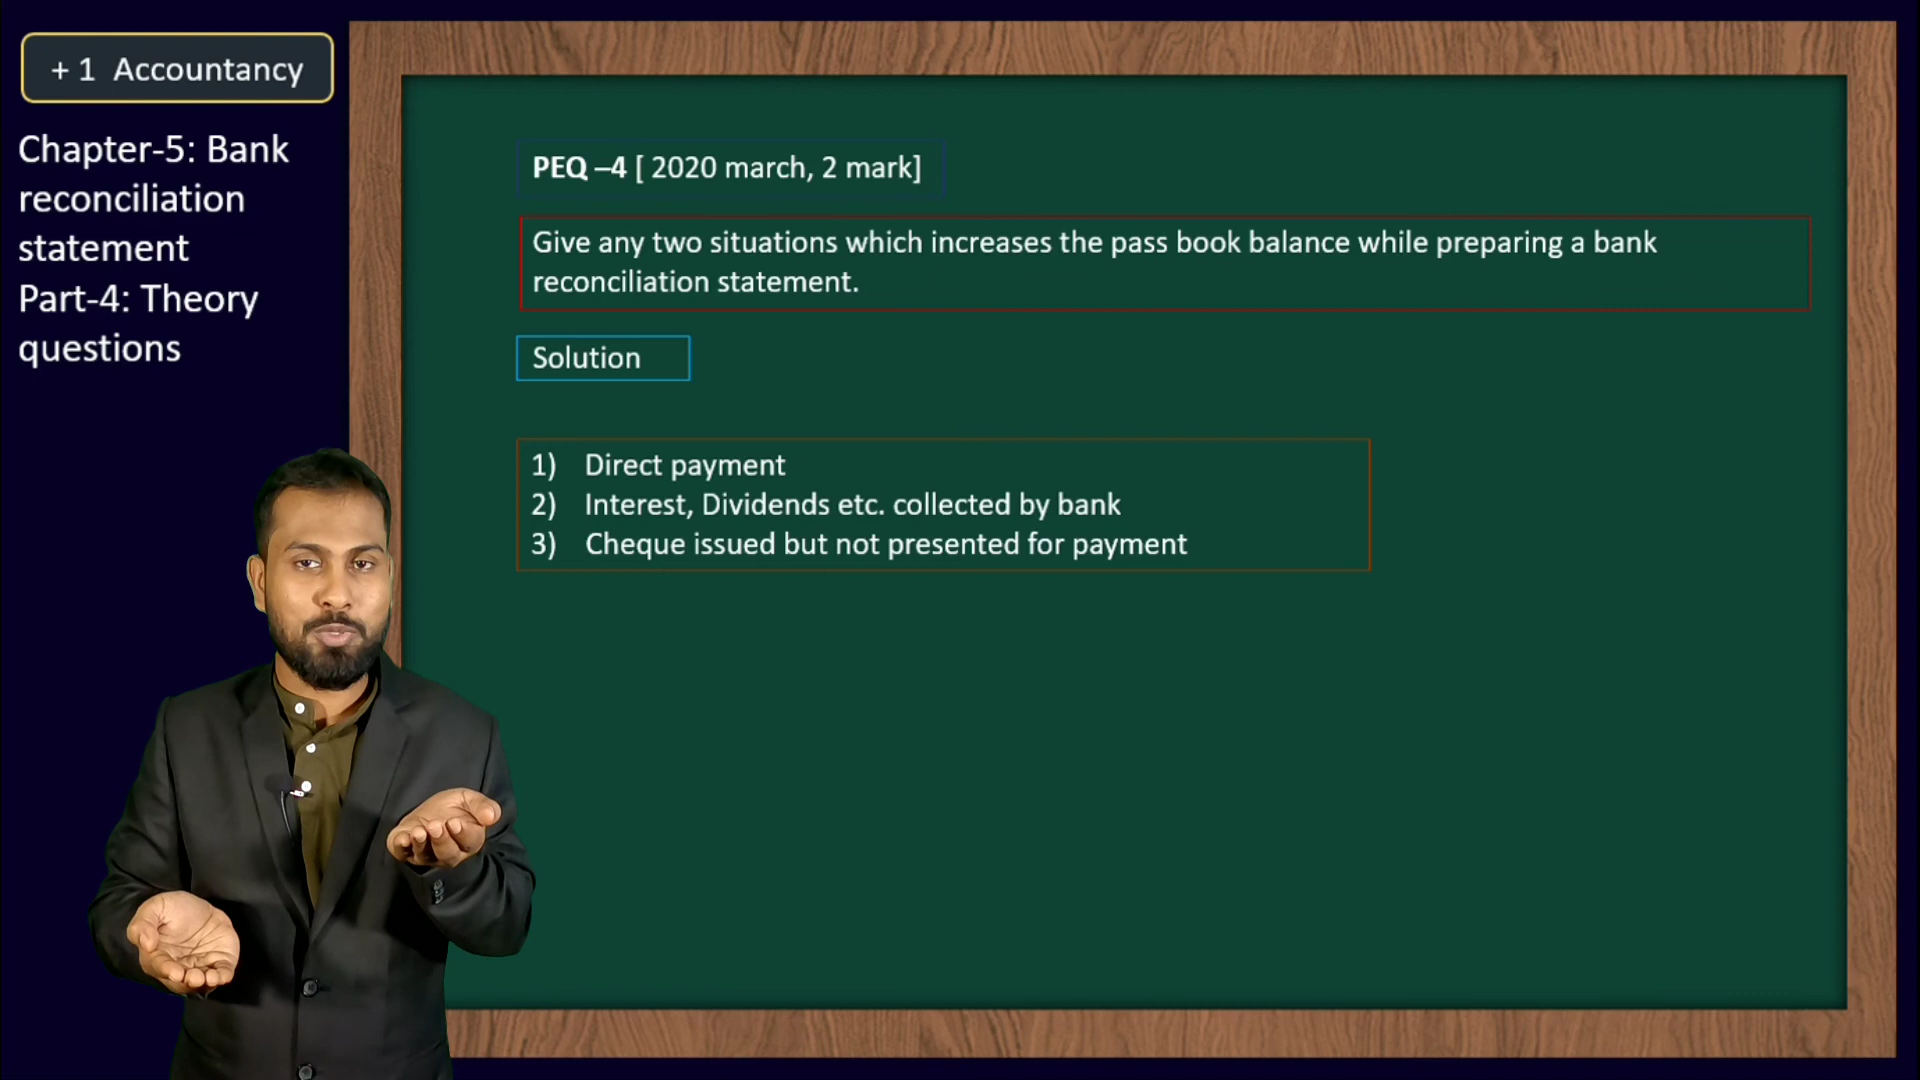 + 1 Accountancy
Chapter-5: Bank
reconciliation
statement
Part-4: Theory
questions
PEQ –4 [ 2020 march, 2 mark]
Give any two situations which increases the pass book balance while preparing a bank
reconciliation statement.
Solution
1) Direct payment
2) Interest, Dividends etc. collected by bank
3) Cheque issued but not presented for payment